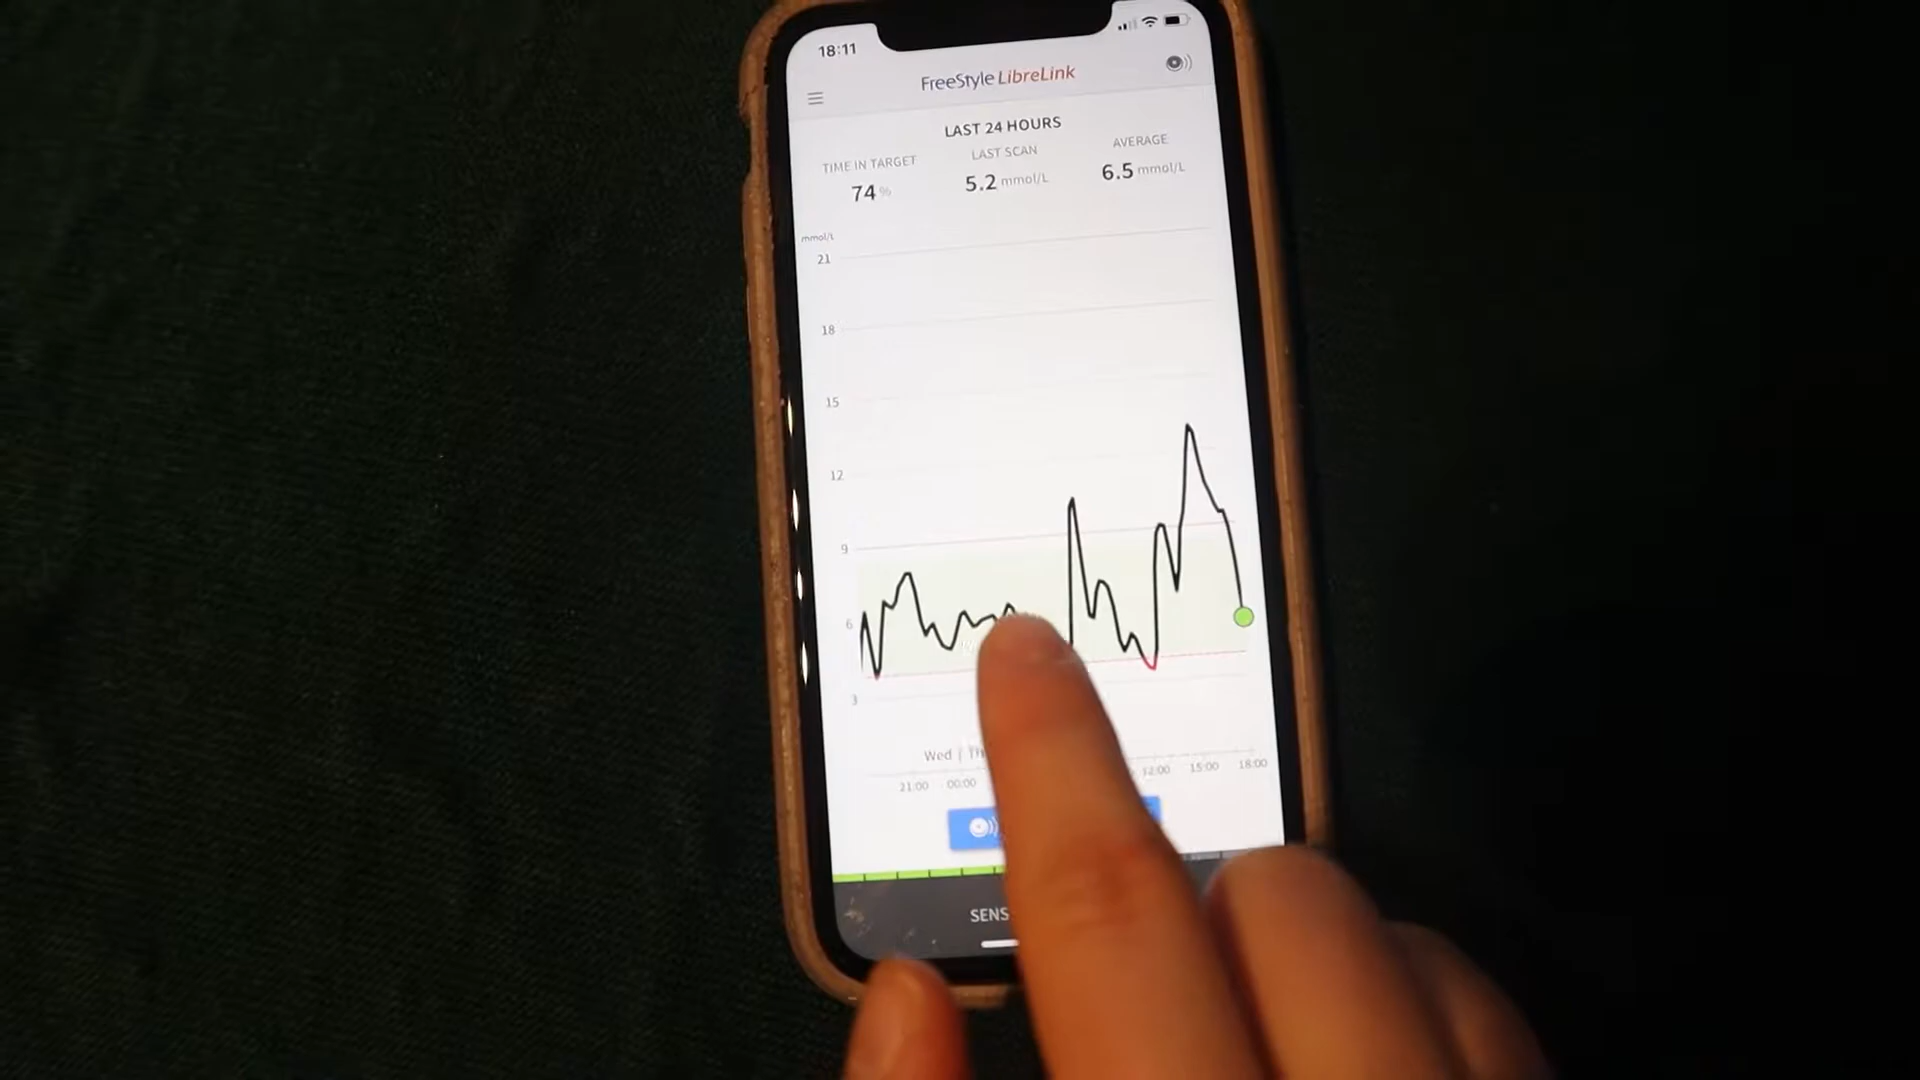 18:11
FreeStyle LibreLink
LAST 24 HOURS
TIME IN TARGET
74 %
LAST SCAN
5.2 mmol/L
AVERAGE
6.5 mmol/L
mmol/L
21
18
15
12
9
6
3
Wed | Th
21:00 00:00 12:00 15:00 18:00
SENS